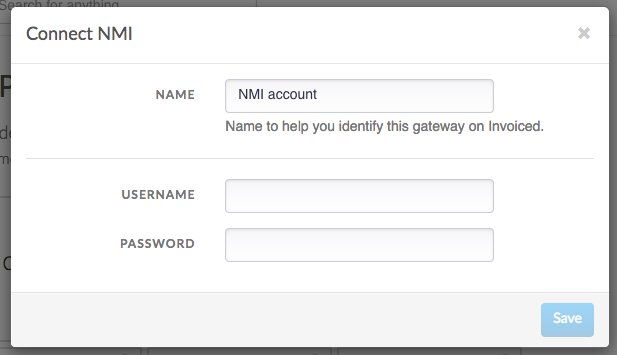 Search for anything
Connect NMI
×
NAME
NMI account
Name to help you identify this gateway on Invoiced.
USERNAME
PASSWORD
Save